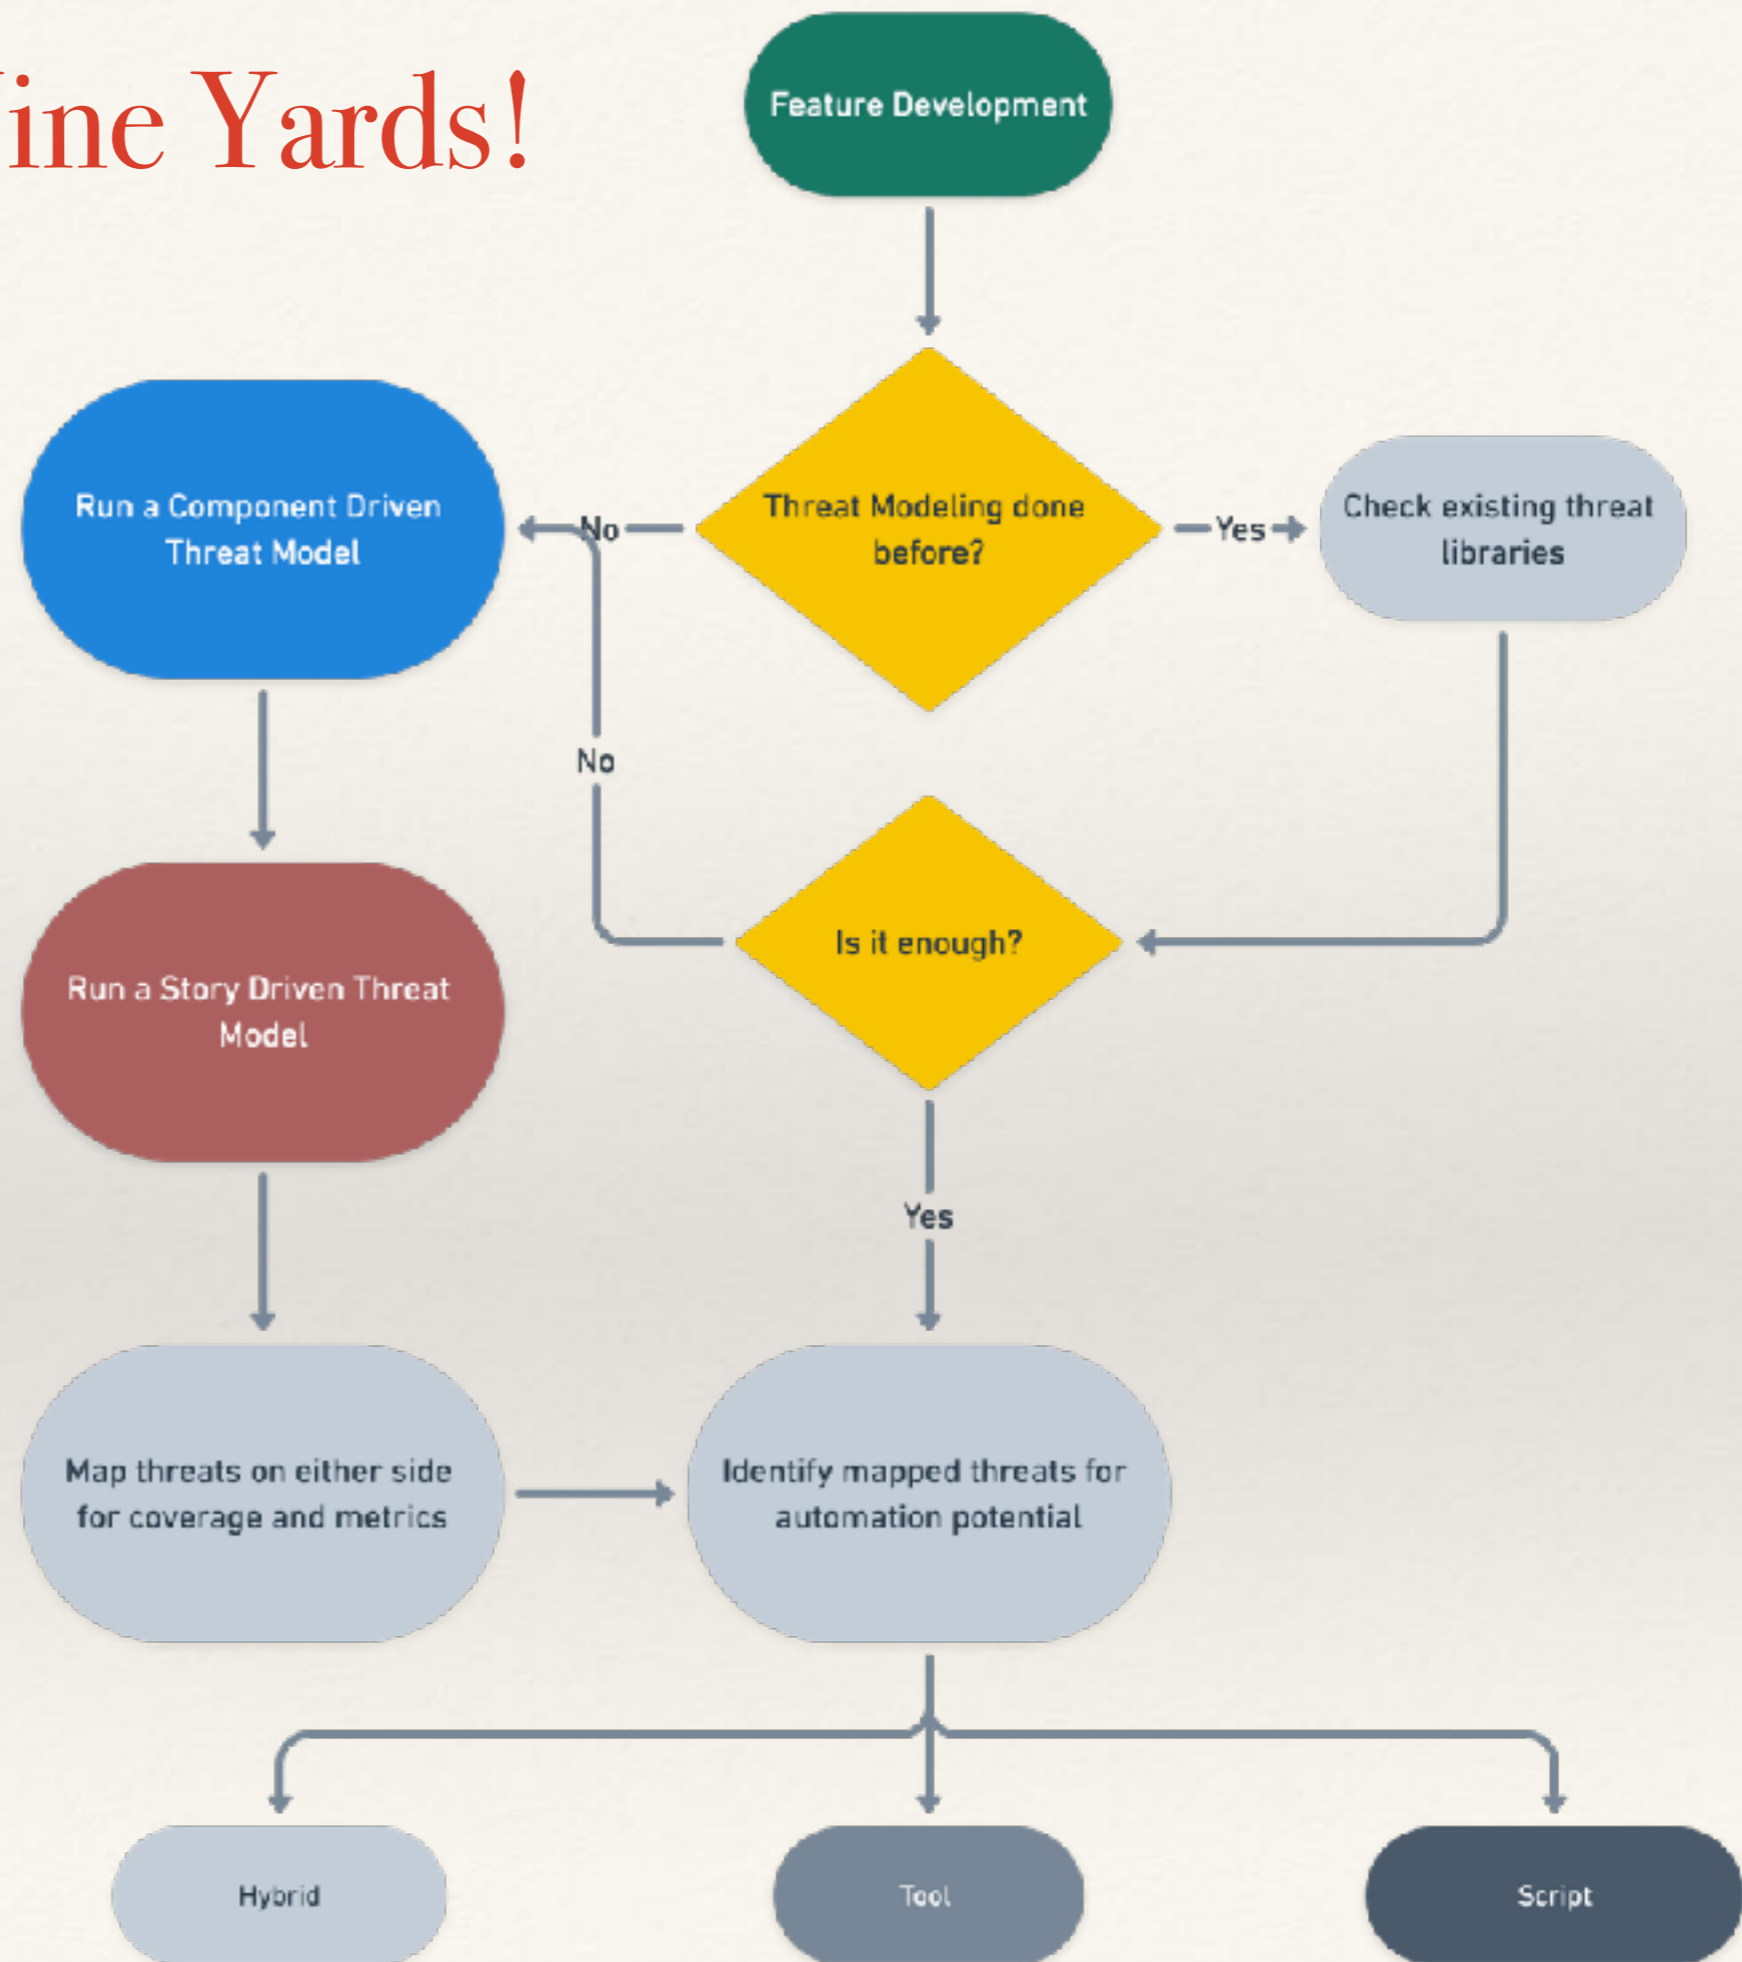 ine Yards!
Feature Development
Threat Modeling done
before?
No
Yes
Run a Component Driven
Threat Model
Check existing threat
libraries
No
Is it enough?
Run a Story Driven Threat
Model
Yes
Map threats on either side
for coverage and metrics
Identify mapped threats for
automation potential
Hybrid
Tool
Script